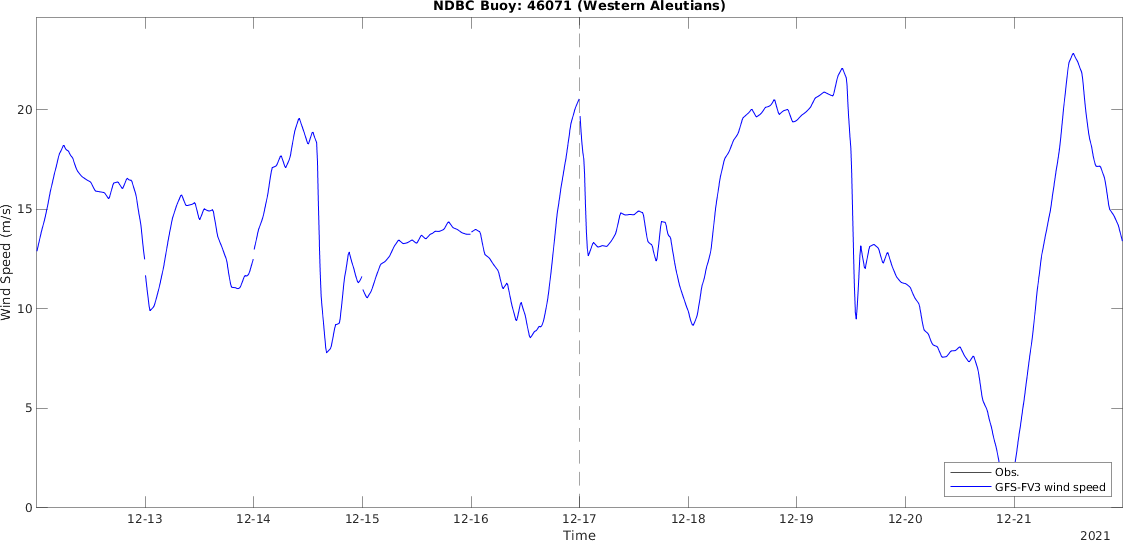 NDBC Buoy: 46071 (Western Aleutians)
Wind Speed (m/s)
20
15
10
5
0
Obs.
GFS-FV3 wind speed
12-13 12-14 12-15 12-16 12-17 12-18 12-19 12-20 12-21
Time
2021